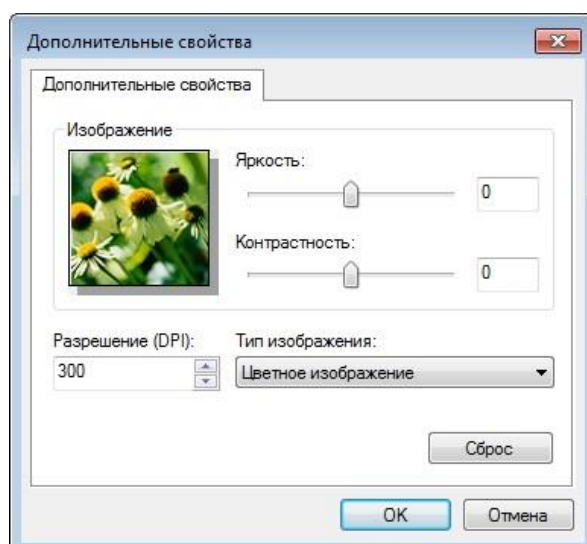 Дополнительные свойства
Дополнительные свойства
Изображение
Яркость:
0
Контрастность:
0
Разрешение (DPI):
Тип изображения:
300
Цветное изображение
Сброс
OK
Отмена